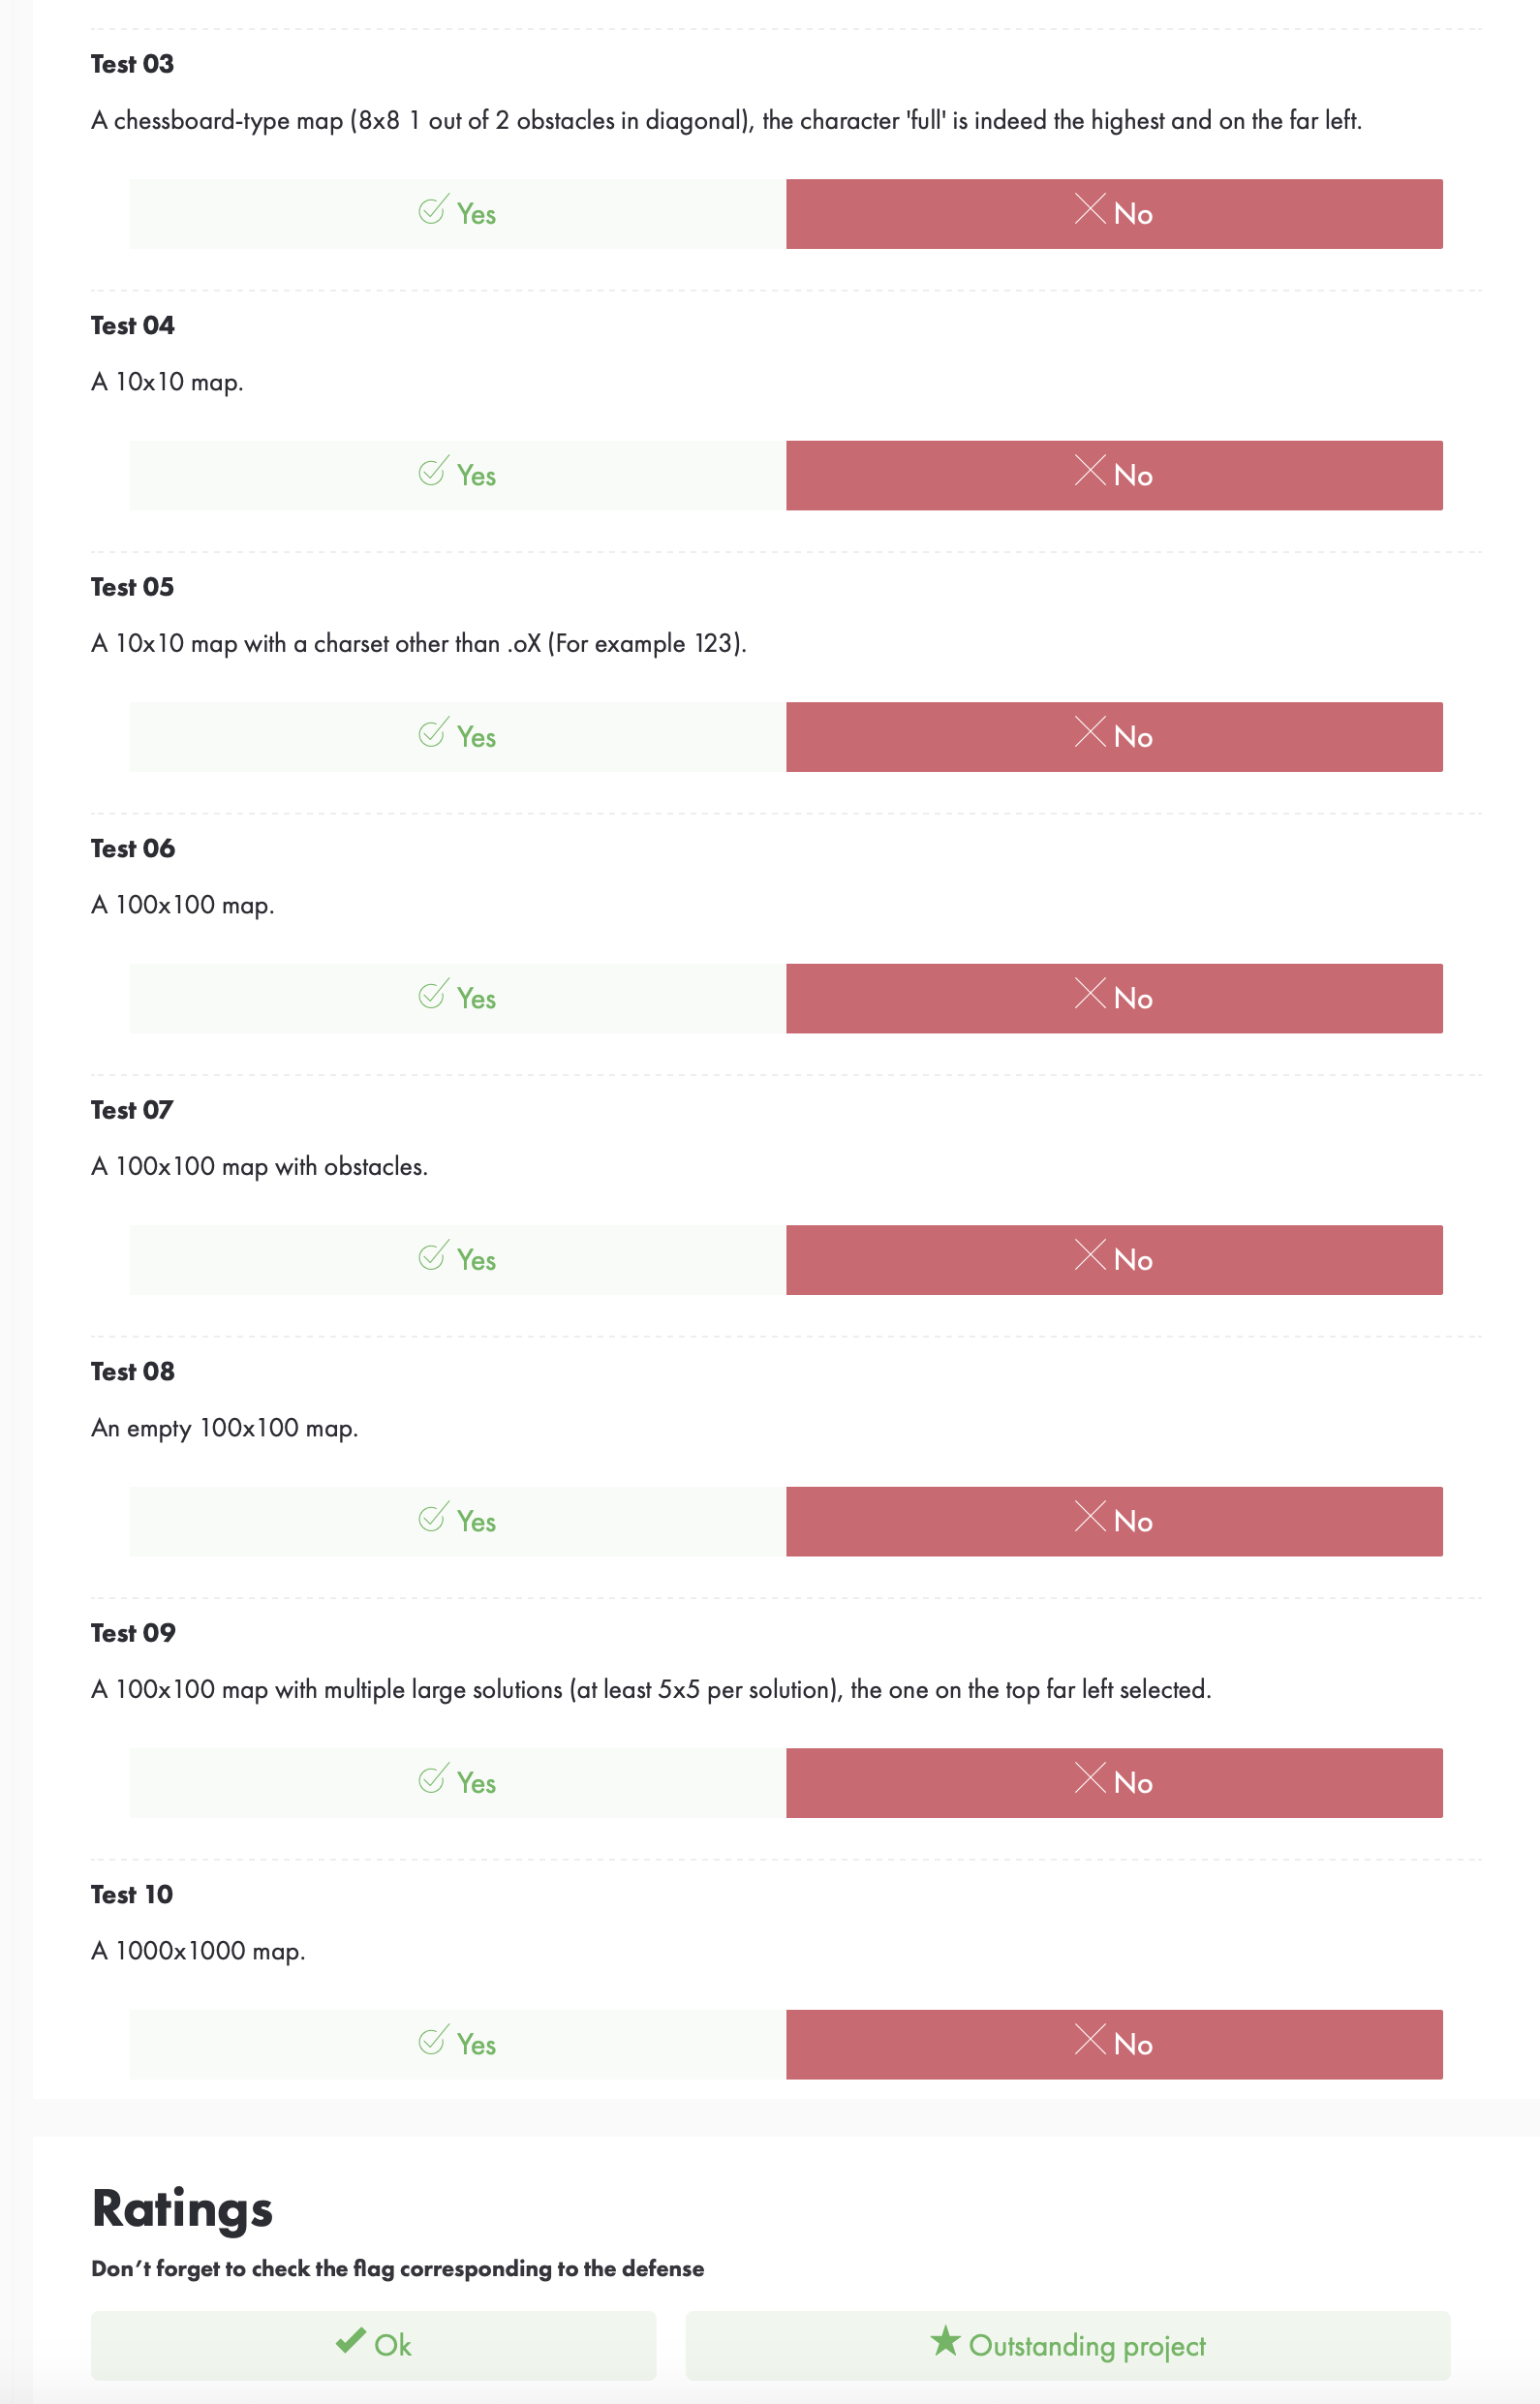 Test 03
A chessboard-type map (8x8 1 out of 2 obstacles in diagonal), the character 'full' is indeed the highest and on the far left.
Yes
No
Test 04
A 10x10 map.
Yes
No
Test 05
A 10x10 map with a charset other than .oX (For example 123).
Yes
No
Test 06
A 100x100 map.
Yes
No
Test 07
A 100x100 map with obstacles.
Yes
No
Test 08
An empty 100x100 map.
Yes
No
Test 09
A 100x100 map with multiple large solutions (at least 5x5 per solution), the one on the top far left selected.
Yes
No
Test 10
A 1000x1000 map.
Yes
No
Ratings
Don’t forget to check the flag corresponding to the defense
Ok
Outstanding project